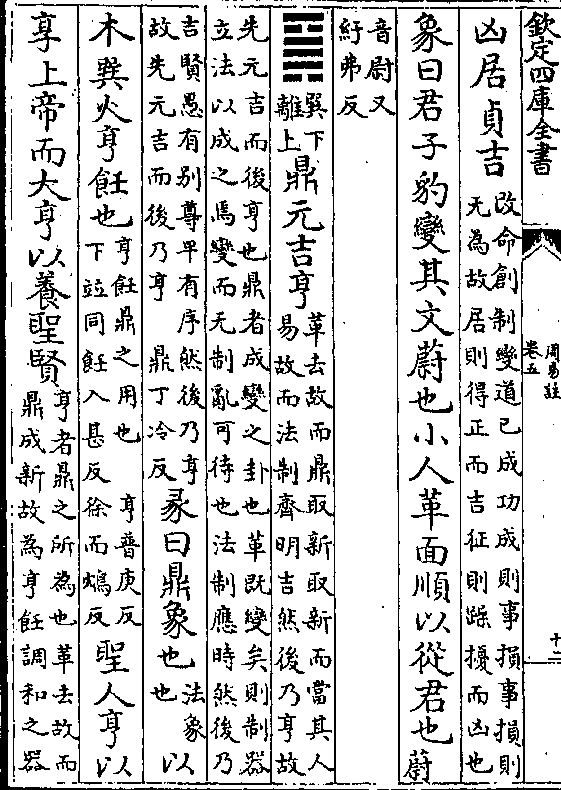 欽定四庫全書
周易註
卷五
十二
凶居貞吉改命創制變道已成功成則事損事損則
无為故居則得正而吉征則躁擾而凶也
象曰君子豹變其文蔚也小人革面順以從君也蔚
音尉又
紆弗反
巽下
離上鼎元吉亨革去故而鼎取新取新而當其人
易故而法制齊明吉然後乃亨故
先元吉而後亨也鼎者成變之卦也革既變矣則制器
立法以成之焉變而无制亂可待也法制應時然後乃
吉賢愚有别尊卑有序然後乃亨
故先元吉而後乃亨 鼎丁冷反彖曰鼎象也法象
也以
木巽火亨飪也亨飪鼎之用也 亨普庚反
下竝同飪入甚反徐而鴆反聖人亨以
享上帝而大亨以養聖賢亨者鼎之所為也革去故而
鼎成新故為亨飪調和之器